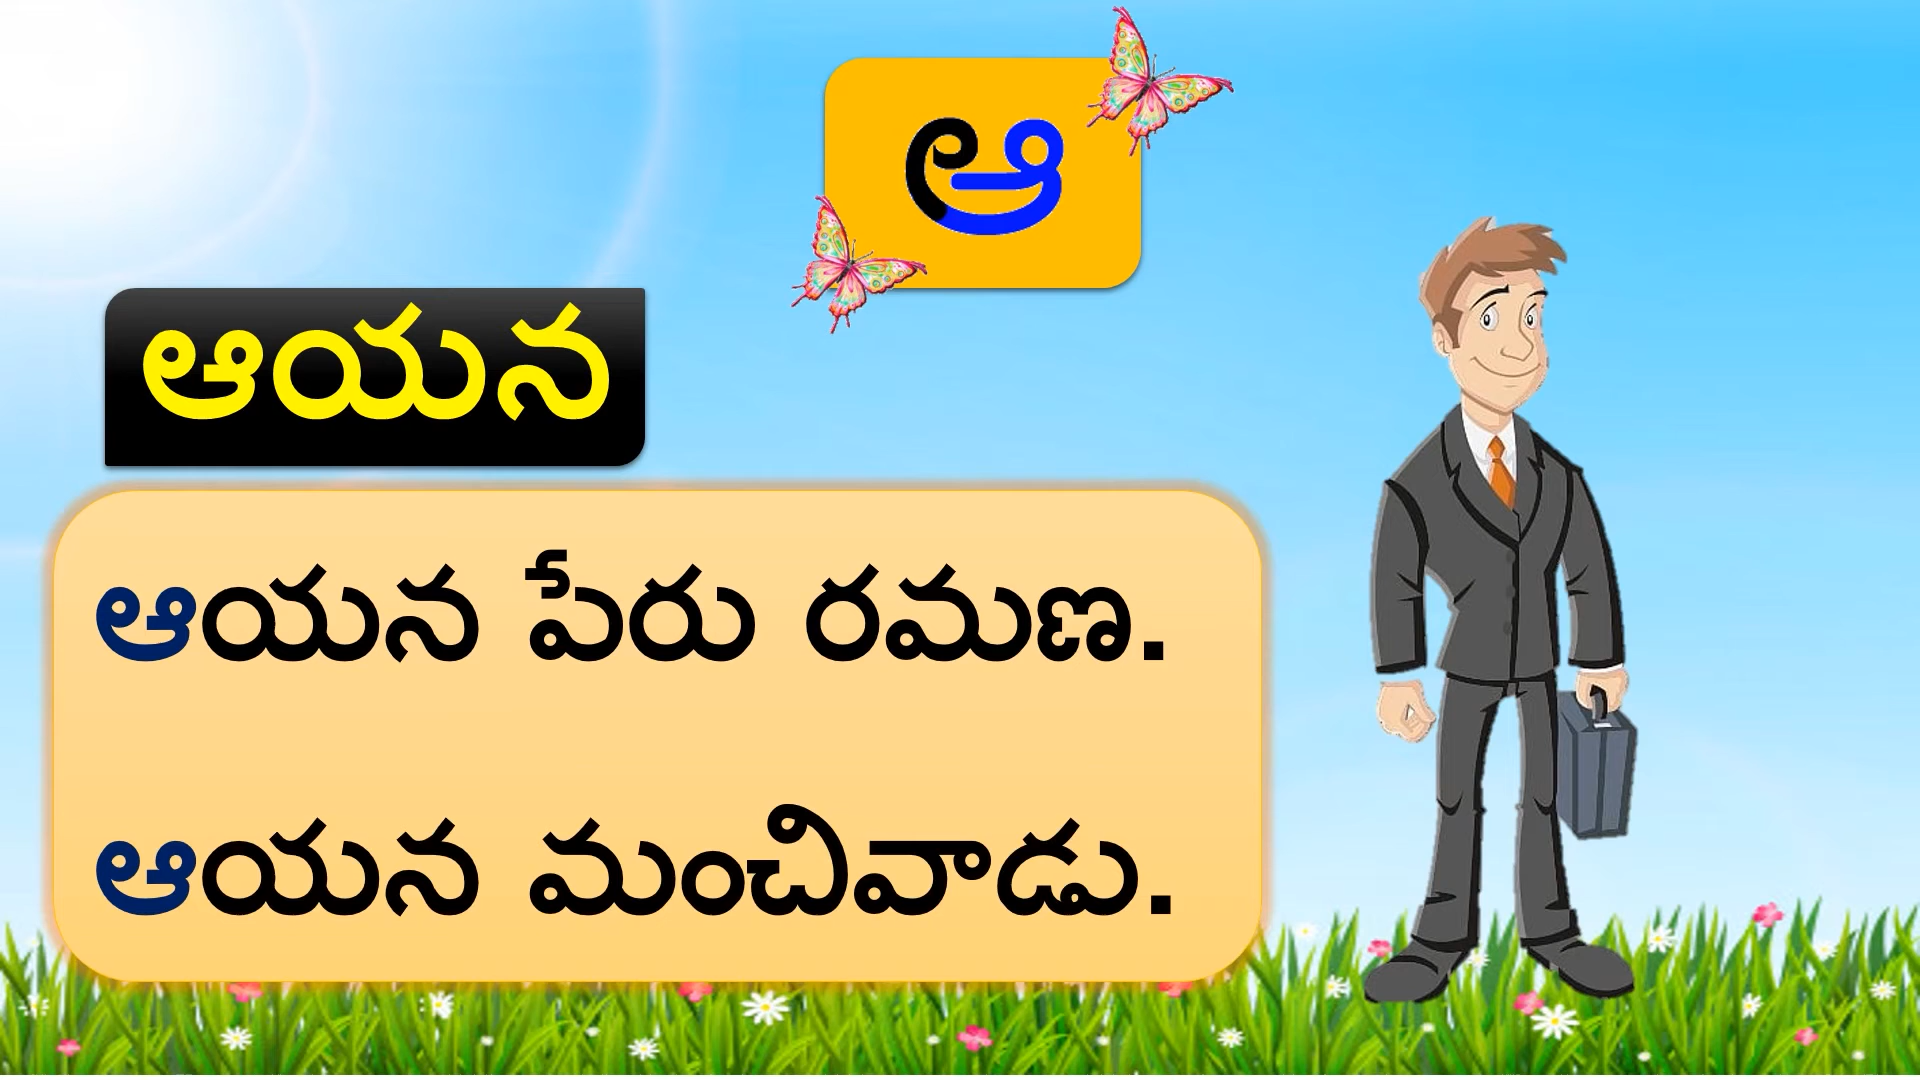 ఆ
ఆయన
ఆయన పేరు రమణ.
ఆయన మంచివాడు.